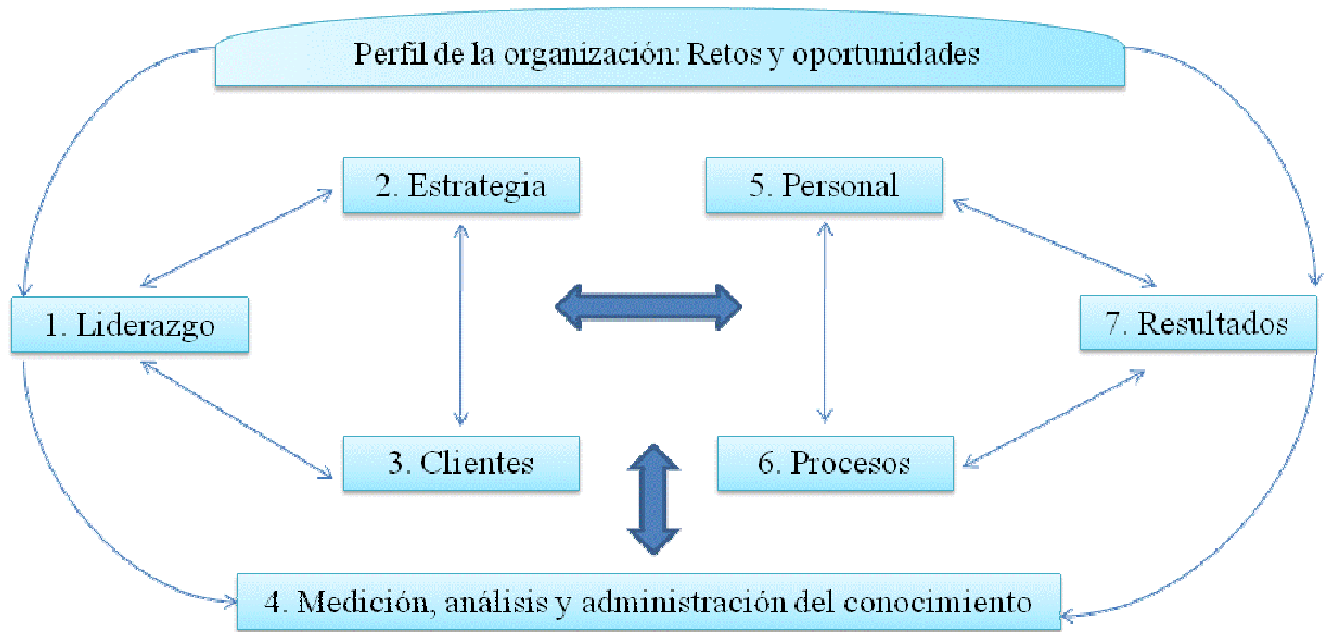 Perfil de la organización: Retos y oportunidades
2. Estrategia
5. Personal
1. Liderazgo
7. Resultados
3. Clientes
6. Procesos
4. Medición, análisis y administración del conocimiento